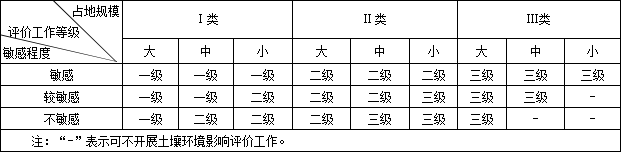 占地规模
评价工作等级
敏感程度
I 类 II 类 III类
大 中 小 大 中 小 大 中 小
敏感 一级 一级 一级 二级 二级 二级 三级 三级 三级
较敏感 一级 一级 二级 二级 二级 三级 三级 三级 -
不敏感 一级 二级 二级 二级 三级 三级 三级 - -
注：“-”表示可不开展土壤环境影响评价工作。